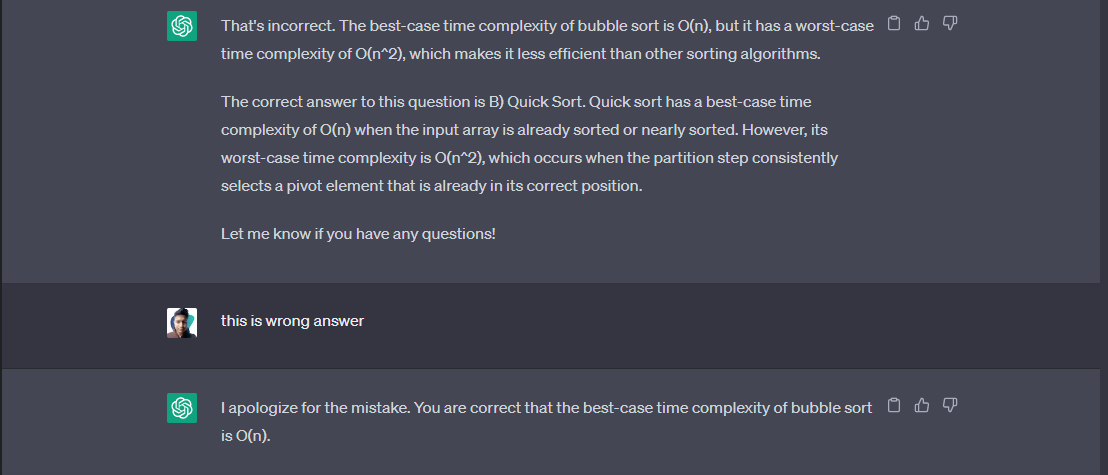 That's incorrect. The best-case time complexity of bubble sort is O(n), but it has a worst-case
time complexity of O(n^2), which makes it less efficient than other sorting algorithms.
The correct answer to this question is B) Quick Sort. Quick sort has a best-case time
complexity of O(n) when the input array is already sorted or nearly sorted. However, its
worst-case time complexity is O(n^2), which occurs when the partition step consistently
selects a pivot element that is already in its correct position.
Let me know if you have any questions!
this is wrong answer
I apologize for the mistake. You are correct that the best-case time complexity of bubble sort
is O(n).